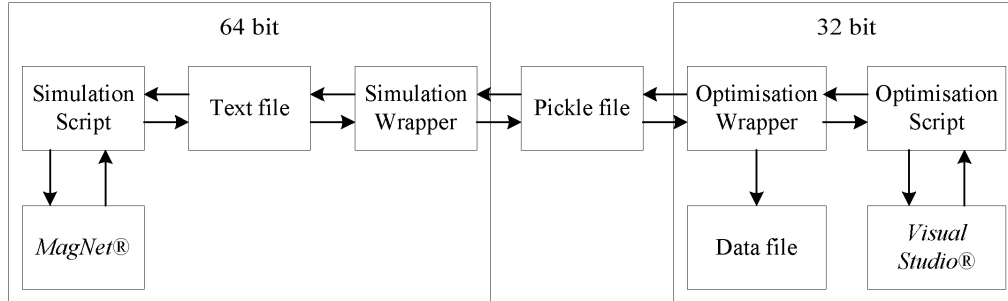 64 bit
32 bit
Simulation
Script
Text file
Simulation
Wrapper
Pickle file
Optimisation
Wrapper
Optimisation
Script
MagNet®
Data file
Visual
Studio®